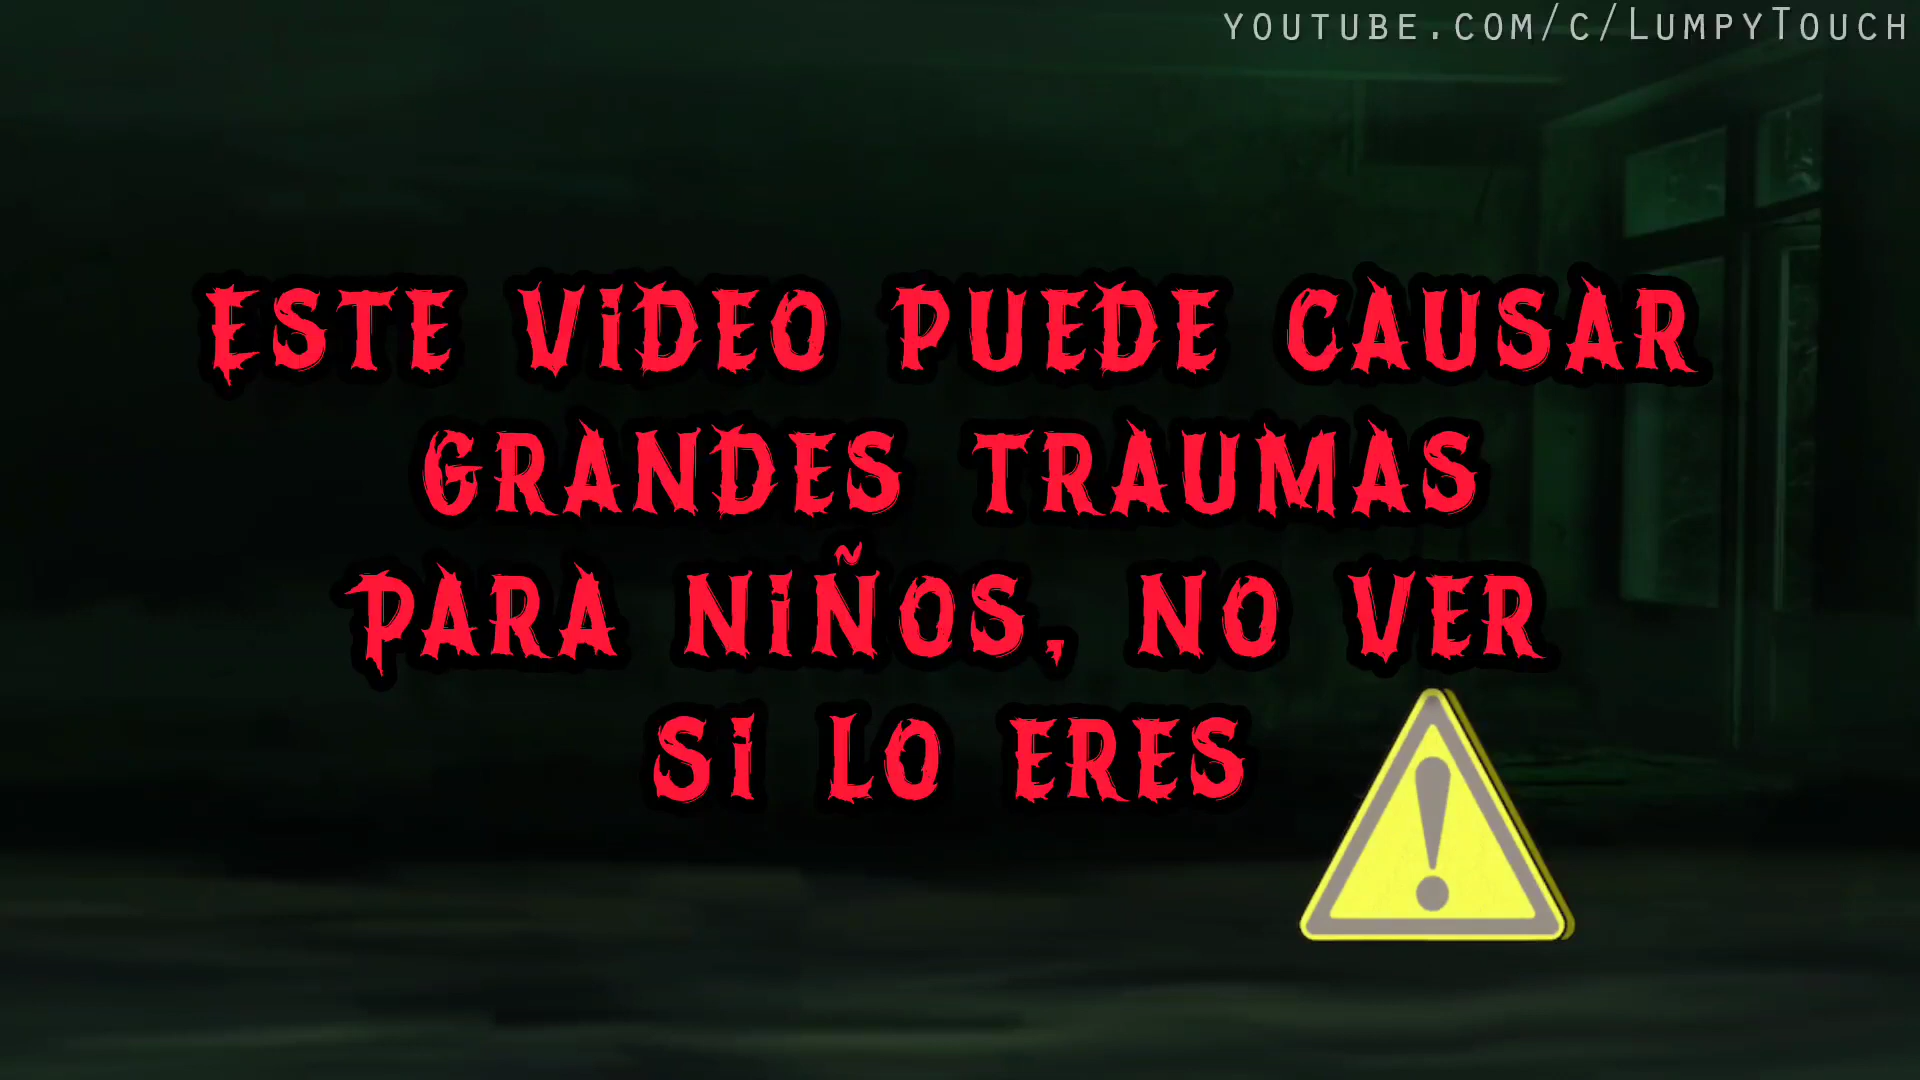 youtube.com/c/LumpyTouch
Este video puede causar
grandes traumas
Para niños, no ver
si lo eres